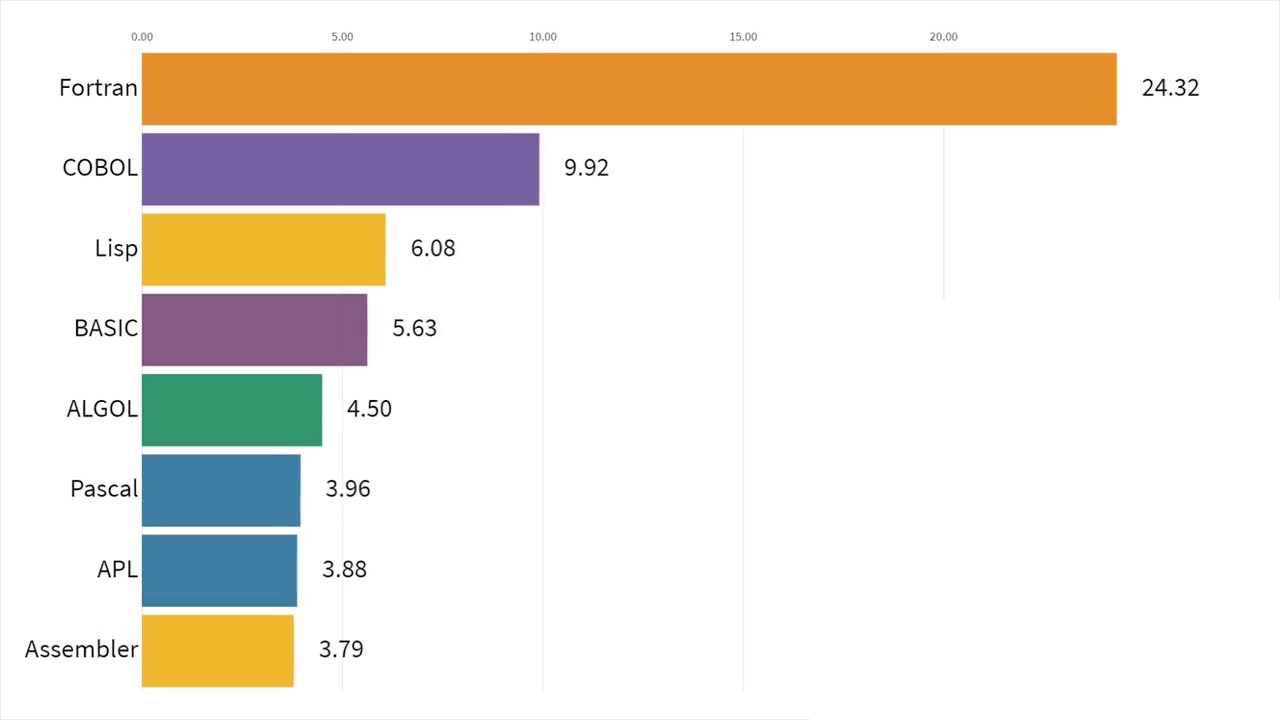 0.00 5.00 10.00 15.00 20.00
Fortran 24.32
COBOL 9.92
Lisp 6.08
BASIC 5.63
ALGOL 4.50
Pascal 3.96
APL 3.88
Assembler 3.79